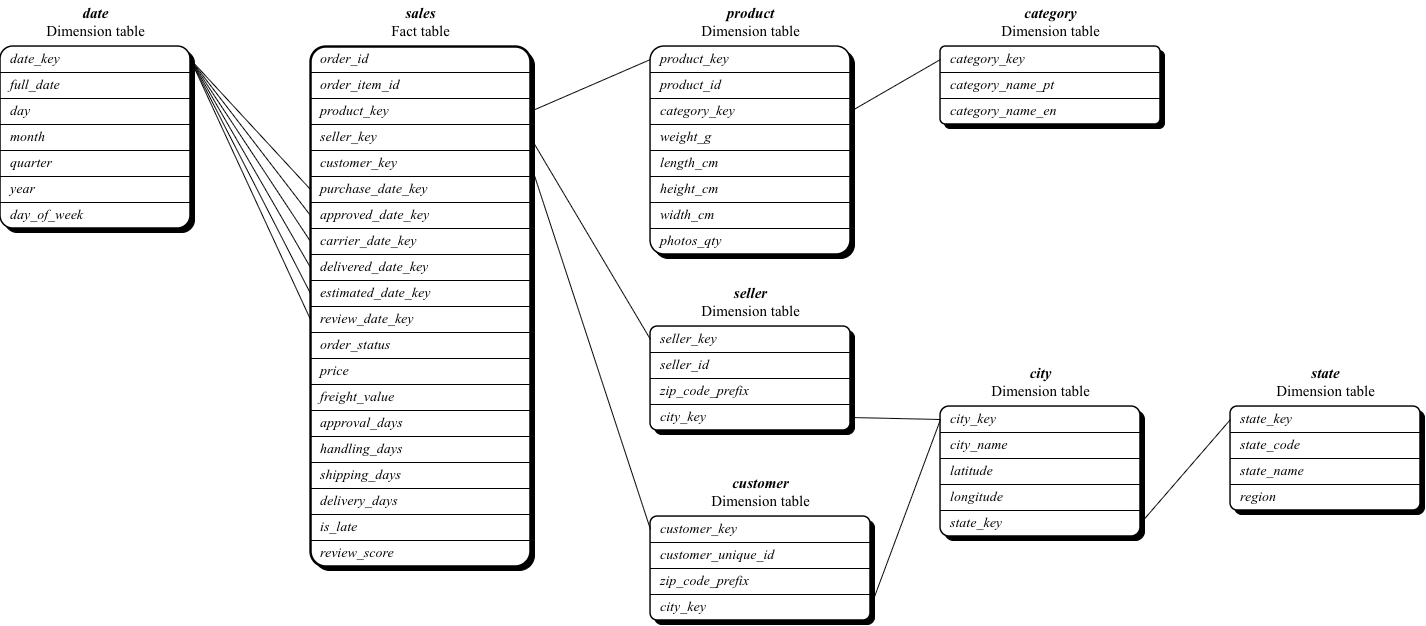 date
Dimension table
date_key
full_date
day
month
quarter
year
day_of_week
sales
Fact table
order_id
order_item_id
product_key
seller_key
customer_key
purchase_date_key
approved_date_key
carrier_date_key
delivered_date_key
estimated_date_key
review_date_key
order_status
price
freight_value
approval_days
handling_days
shipping_days
delivery_days
is_late
review_score
product
Dimension table
product_key
product_id
category_key
weight_g
length_cm
height_cm
width_cm
photos_qty
category
Dimension table
category_key
category_name_pt
category_name_en
seller
Dimension table
seller_key
seller_id
zip_code_prefix
city_key
customer
Dimension table
customer_key
customer_unique_id
zip_code_prefix
city_key
city
Dimension table
city_key
city_name
latitude
longitude
state_key
state
Dimension table
state_key
state_code
state_name
region